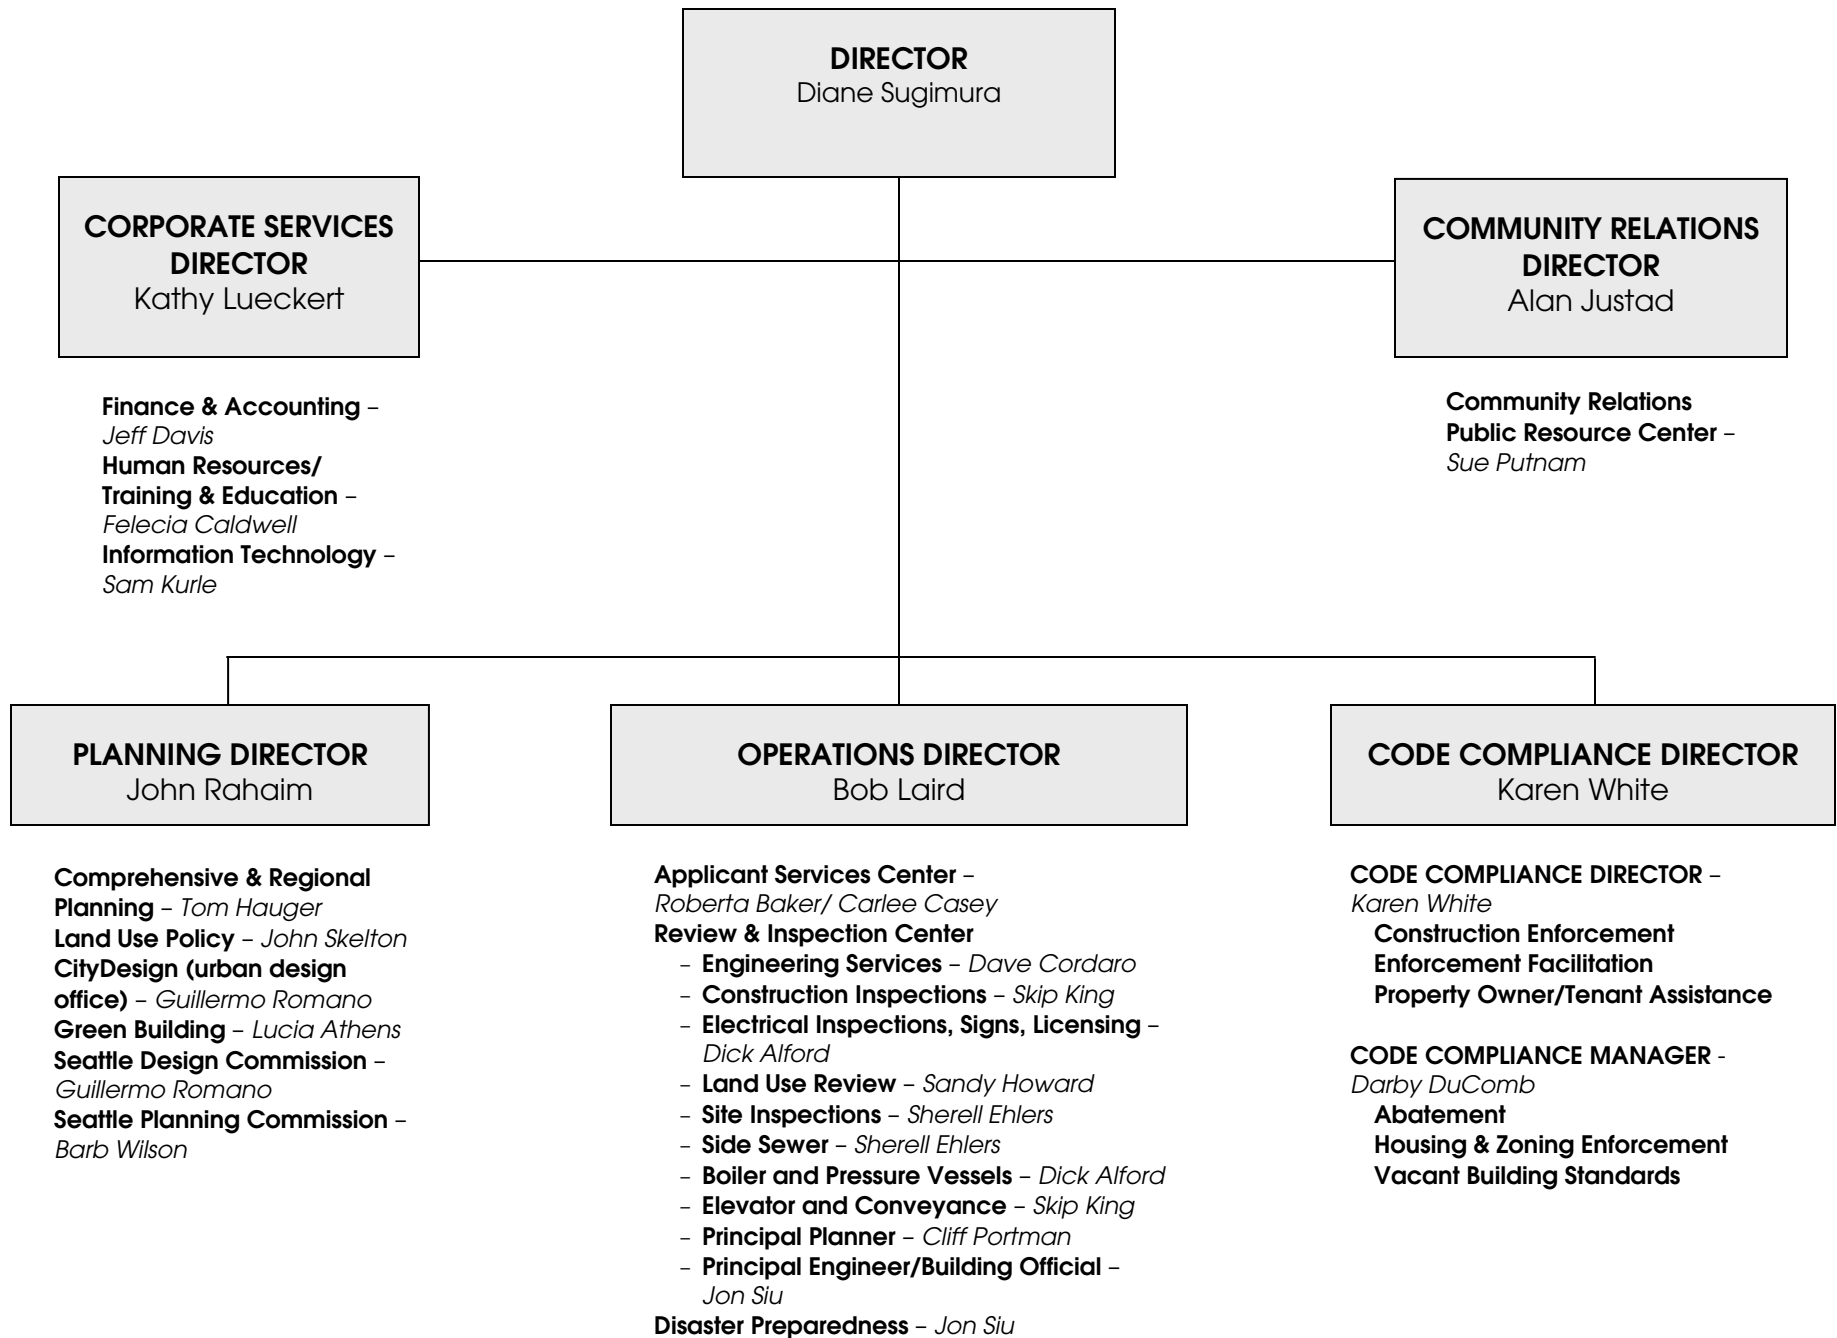 DIRECTOR
Diane Sugimura
CORPORATE SERVICES
DIRECTOR
Kathy Lueckert
COMMUNITY RELATIONS
DIRECTOR
Alan Justad
Finance & Accounting –
Jeff Davis
Human Resources/
Training & Education –
Felecia Caldwell
Information Technology –
Sam Kurle
Community Relations
Public Resource Center –
Sue Putnam
PLANNING DIRECTOR
John Rahaim
OPERATIONS DIRECTOR
Bob Laird
CODE COMPLIANCE DIRECTOR
Karen White
Comprehensive & Regional
Planning – Tom Hauger
Land Use Policy – John Skelton
CityDesign (urban design
office) – Guillermo Romano
Green Building – Lucia Athens
Seattle Design Commission –
Guillermo Romano
Seattle Planning Commission –
Barb Wilson
Applicant Services Center –
Roberta Baker/ Carlee Casey
Review & Inspection Center
– Engineering Services – Dave Cordaro
– Construction Inspections – Skip King
– Electrical Inspections, Signs, Licensing –
Dick Alford
– Land Use Review – Sandy Howard
– Site Inspections – Sherell Ehlers
– Side Sewer – Sherell Ehlers
– Boiler and Pressure Vessels – Dick Alford
– Elevator and Conveyance – Skip King
– Principal Planner – Cliff Portman
– Principal Engineer/Building Official –
Jon Siu
Disaster Preparedness – Jon Siu
CODE COMPLIANCE DIRECTOR –
Karen White
Construction Enforcement
Enforcement Facilitation
Property Owner/Tenant Assistance
CODE COMPLIANCE MANAGER -
Darby DuComb
Abatement
Housing & Zoning Enforcement
Vacant Building Standards